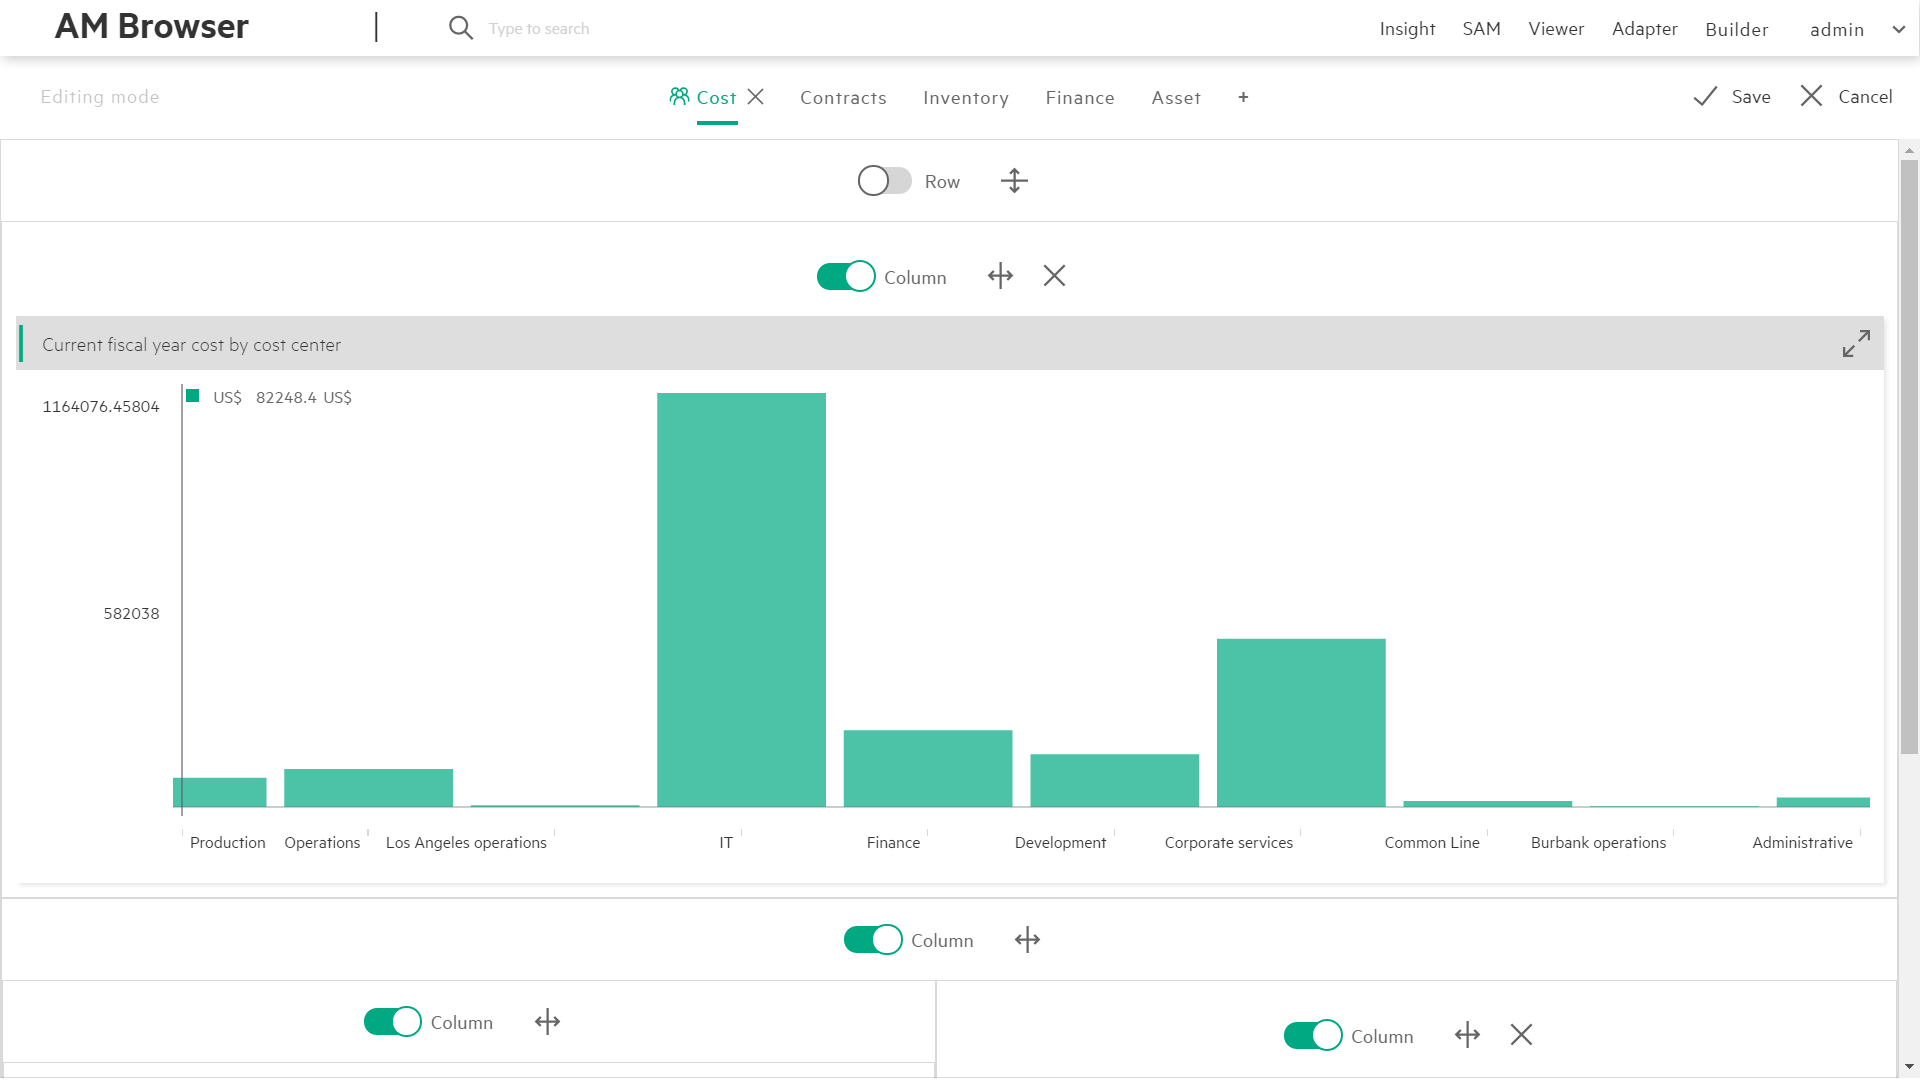 AM Browser | Type to search Insight SAM Viewer Adapter Builder admin
Editing mode Cost Contracts Inventory Finance Asset + Save Cancel
Row
Column
Current fiscal year cost by cost center
1164076.45804
US$ 82248.4 US$
582038
Production Operations Los Angeles operations IT Finance Development Corporate services Common Line Burbank operations Administrative
Column
Column
Column